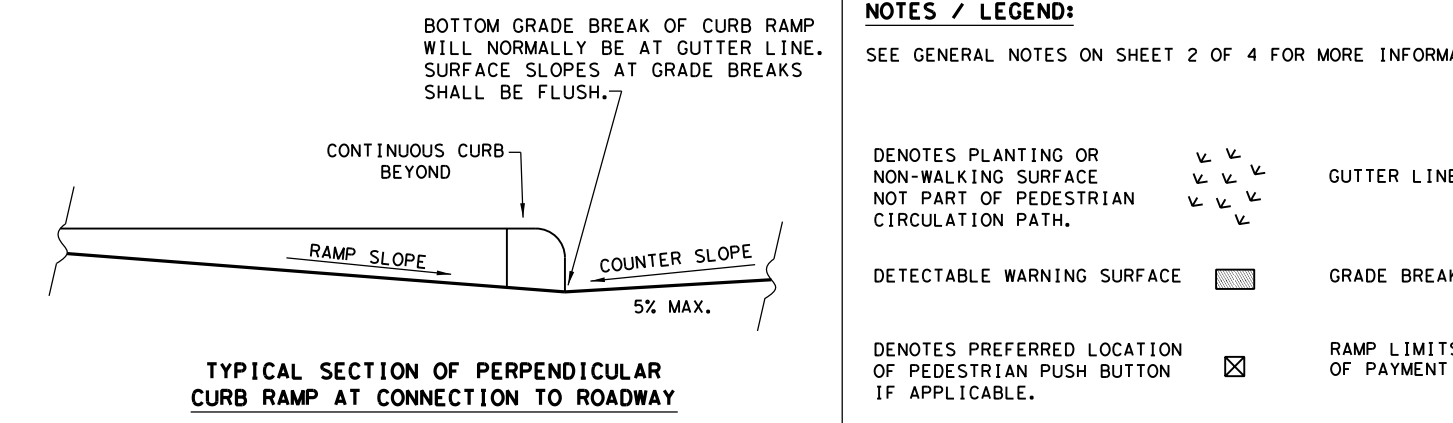 BOTTOM GRADE BREAK OF CURB RAMP
WILL NORMALLY BE AT GUTTER LINE.
SURFACE SLOPES AT GRADE BREAKS
SHALL BE FLUSH.
CONTINUOUS CURB
BEYOND
RAMP SLOPE
COUNTER SLOPE
5% MAX.
TYPICAL SECTION OF PERPENDICULAR
CURB RAMP AT CONNECTION TO ROADWAY
NOTES / LEGEND:
SEE GENERAL NOTES ON SHEET 2 OF 4 FOR MORE
DENOTES PLANTING OR
NON-WALKING SURFACE
NOT PART OF PEDESTRIAN
CIRCULATION PATH.
GUTTER LINE
DETECTABLE WARNING SURFACE
GRADE BREAK
DENOTES PREFERRED LOCATION
OF PEDESTRIAN PUSH BUTTON
IF APPLICABLE.
RAMP LIMITS
OF PAYMENT